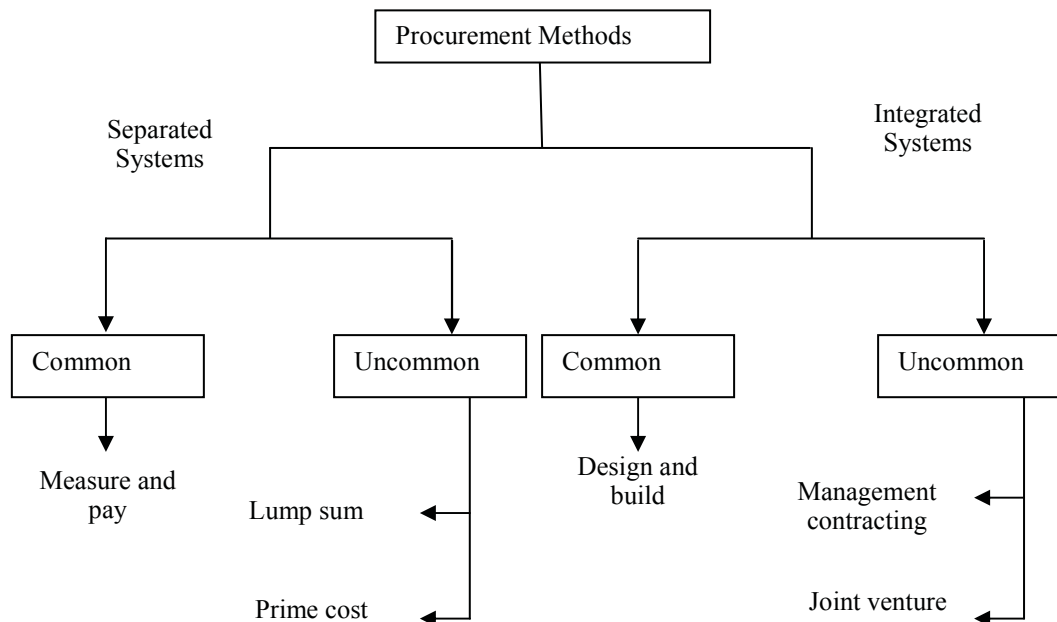 Procurement Methods
Separated
Systems
Integrated
Systems
Common
Uncommon
Common
Uncommon
Measure and
pay
Lump sum
Prime cost
Design and
build
Management
contracting
Joint venture